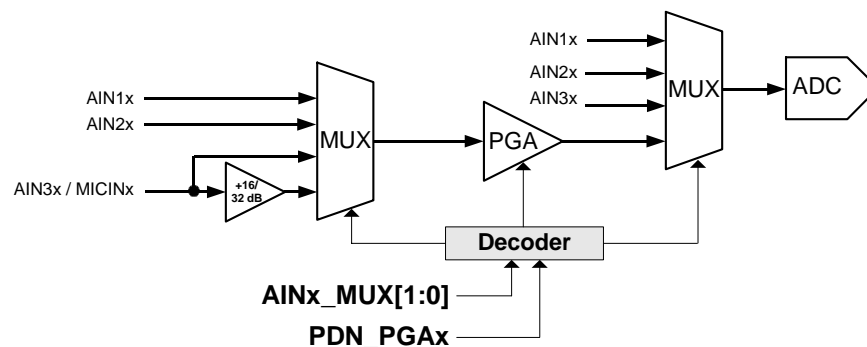 AIN1x
AIN2x
AIN3x
MUX
ADC
AIN1x
AIN2x
MUX
PGA
AIN3x / MICINx
+16/
32 dB
Decoder
AINx_MUX[1:0]
PDN_PGAx